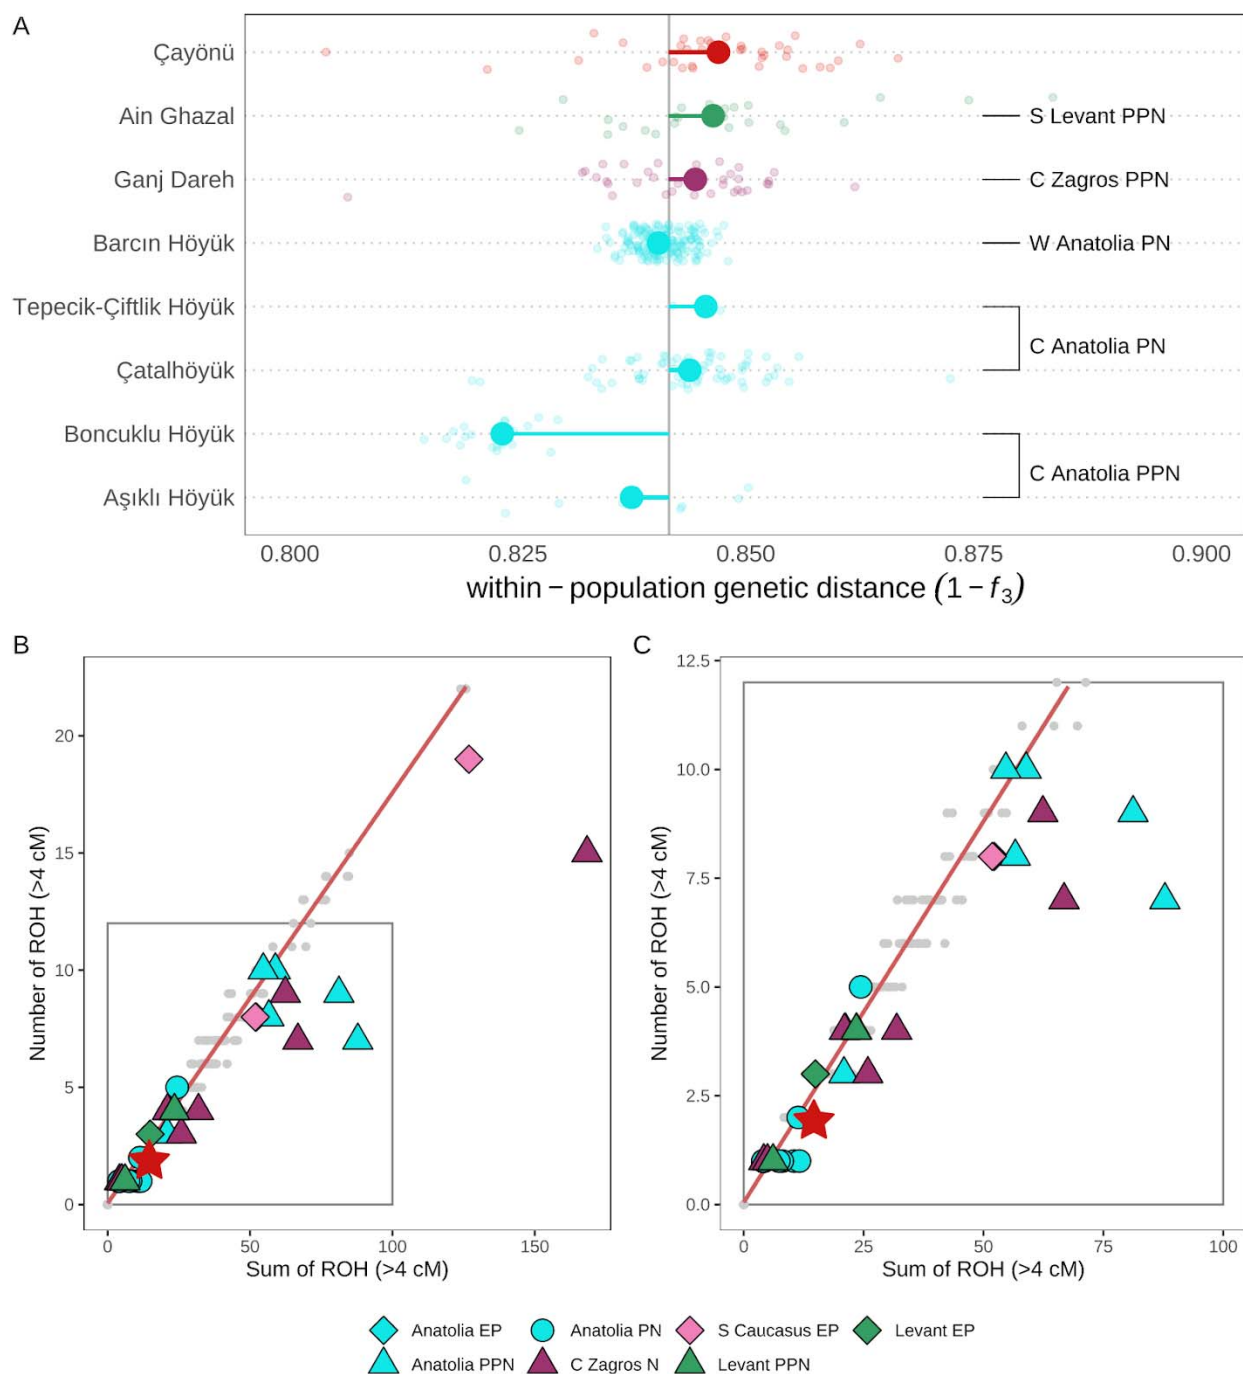 A
Çayönü
Ain Ghazal
S Levant PPN
Ganj Dareh
C Zagros PPN
Barcın Höyük
W Anatolia PN
Tepecik-Çiftlik Höyük
C Anatolia PN
Çatalhöyük
Boncuklu Höyük
C Anatolia PPN
Aşıklı Höyük
0.800 0.825 0.850 0.875 0.900
within − population genetic distance (1 − f₃)
B
20
15
10
5
0
Number of ROH (>4 cM)
0 50 100 150
Sum of ROH (>4 cM)
C
12.5
10.0
7.5
5.0
2.5
0.0
Number of ROH (>4 cM)
0 25 50 75 100
Sum of ROH (>4 cM)
Anatolia EP Anatolia PN S Caucasus EP Levant EP
Anatolia PPN C Zagros N Levant PPN